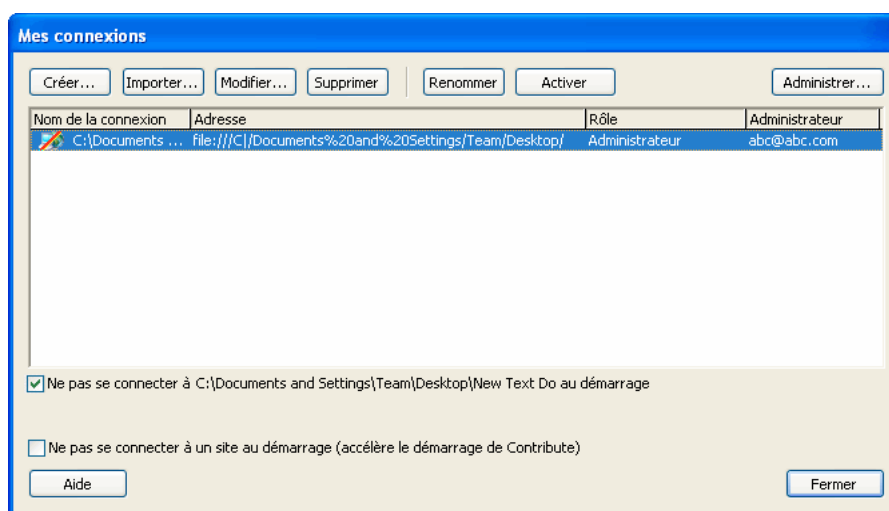 Mes connexions
Créer... Importer... Modifier... Supprimer Renommer Activer Administrer...
Nom de la connexion Adresse Rôle Administrateur
C:\Documents ... file:///C|/Documents%20and%20Settings/Team/Desktop/ Administrateur abc@abc.com
Ne pas se connecter à C:\Documents and Settings\Team\Desktop\New Text Do au démarrage
Ne pas se connecter à un site au démarrage (accélère le démarrage de Contribute)
Aide Fermer